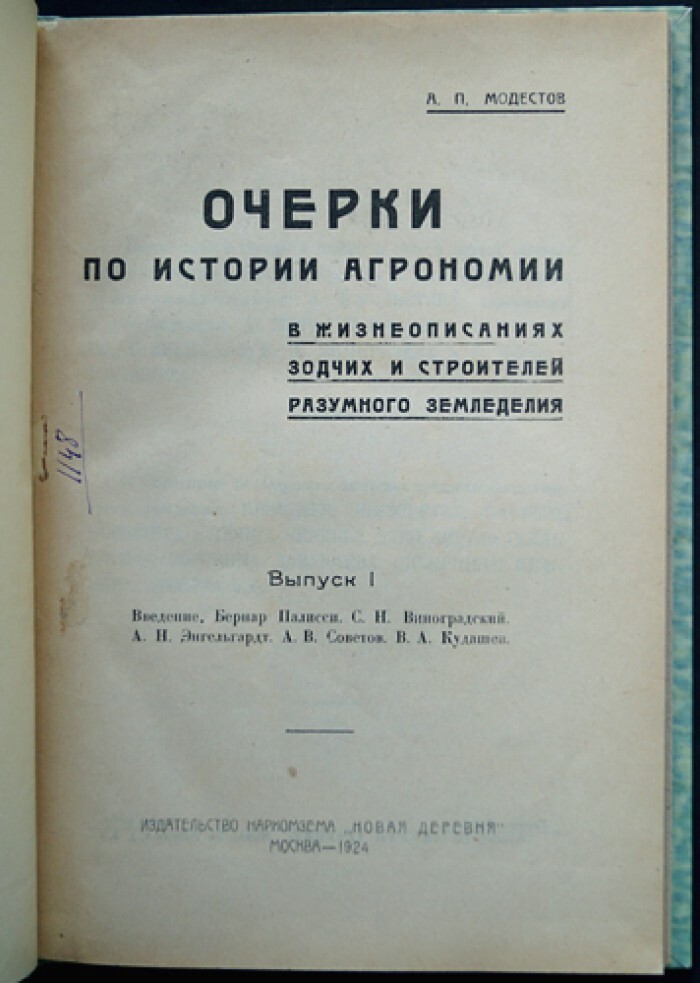 А. П. МОДЕСТОВ
ОЧЕРКИ
ПО ИСТОРИИ АГРОНОМИИ
В ЖИЗНЕОПИСАНИЯХ
ЗОДЧИХ И СТРОИТЕЛЕЙ
РАЗУМНОГО ЗЕМЛЕДЕЛИЯ
1148
Выпуск I
Введение, Бернар Палисси. С. Н. Виноградский.
А. Н. Энгельгардт. А. В. Советов. В. А. Кудашев.
ИЗДАТЕЛЬСТВО НАРКОМЗЕМА „НОВАЯ ДЕРЕВНЯ“
МОСКВА—1924